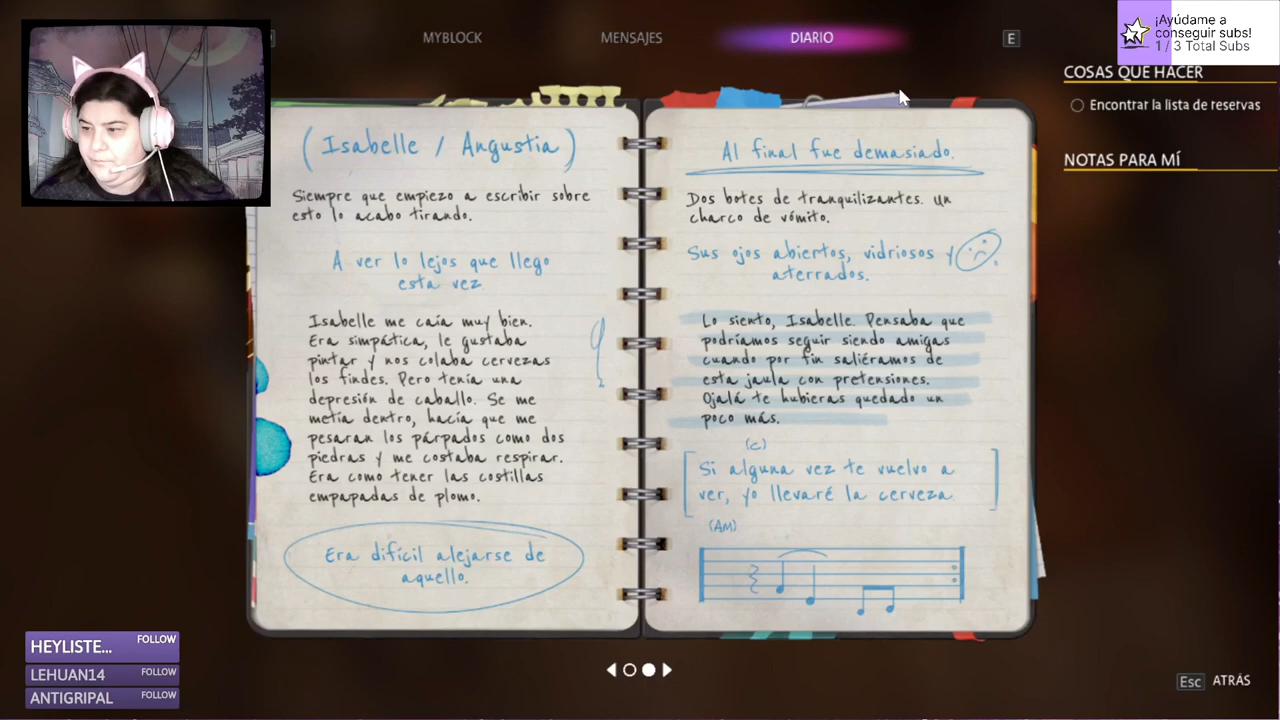 MYBLOCK
MENSAJES
DIARIO
E
¡Ayúdame a
conseguir subs!
1 / 3 Total Subs
COSAS QUE HACER
Encontrar la lista de reservas
NOTAS PARA MÍ
(Isabelle / Angustia)
Siempre que empiezo a escribir sobre
esto lo acabo tirando.
A ver lo lejos que llego
esta vez
Isabelle me caía muy bien.
Era simpática, le gustaba
pintar y nos colaba cervezas
los findes. Pero tenía una
depresión de caballo. Se me
metía dentro, hacía que me
pesaran los párpados como dos
piedras y me costaba respirar.
Era como tener las costillas
empapadas de plomo.
Era difícil alejarse de
aquello.
Al final fue demasiado.
Dos botes de tranquilizantes. Un
charco de vómito.
Sus ojos abiertos, vidriosos y
aterrados.
Lo siento, Isabelle. Pensaba que
podríamos seguir siendo amigas
cuando por fin saliéramos de
esta jaula con pretensiones.
Ojalá te hubieras quedado un
poco más.
(C)
Si alguna vez te vuelvo a
ver, yo llevaré la cerveza.
(AM)
HEYLISTE... FOLLOW
LEHUAN14 FOLLOW
ANTIGRIPAL FOLLOW
Esc ATRÁS